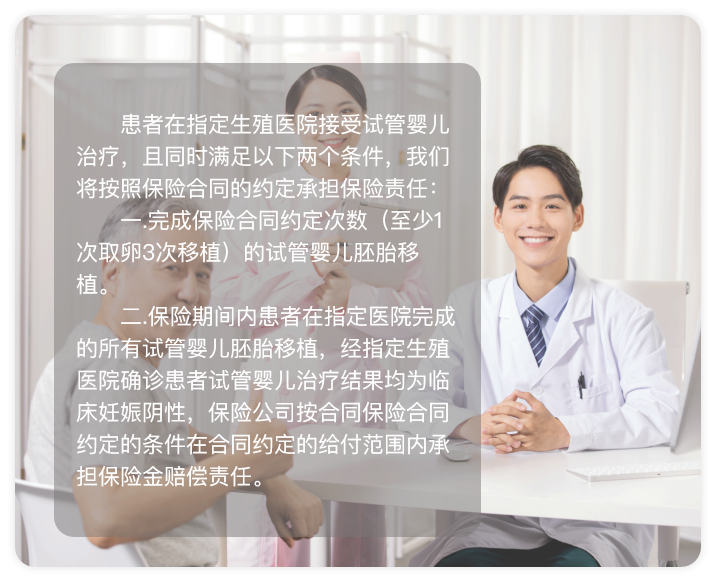 患者在指定生殖医院接受试管婴儿
治疗，且同时满足以下两个条件，我们
将按照保险合同的约定承担保险责任：
一.完成保险合同约定次数（至少1
次取卵3次移植）的试管婴儿胚胎移
植。
二.保险期间内患者在指定医院完成
的所有试管婴儿胚胎移植，经指定生殖
医院确诊患者试管婴儿治疗结果均为临
床妊娠阴性，保险公司按合同保险合同
约定的条件在合同约定的给付范围内承
担保险金赔偿责任。